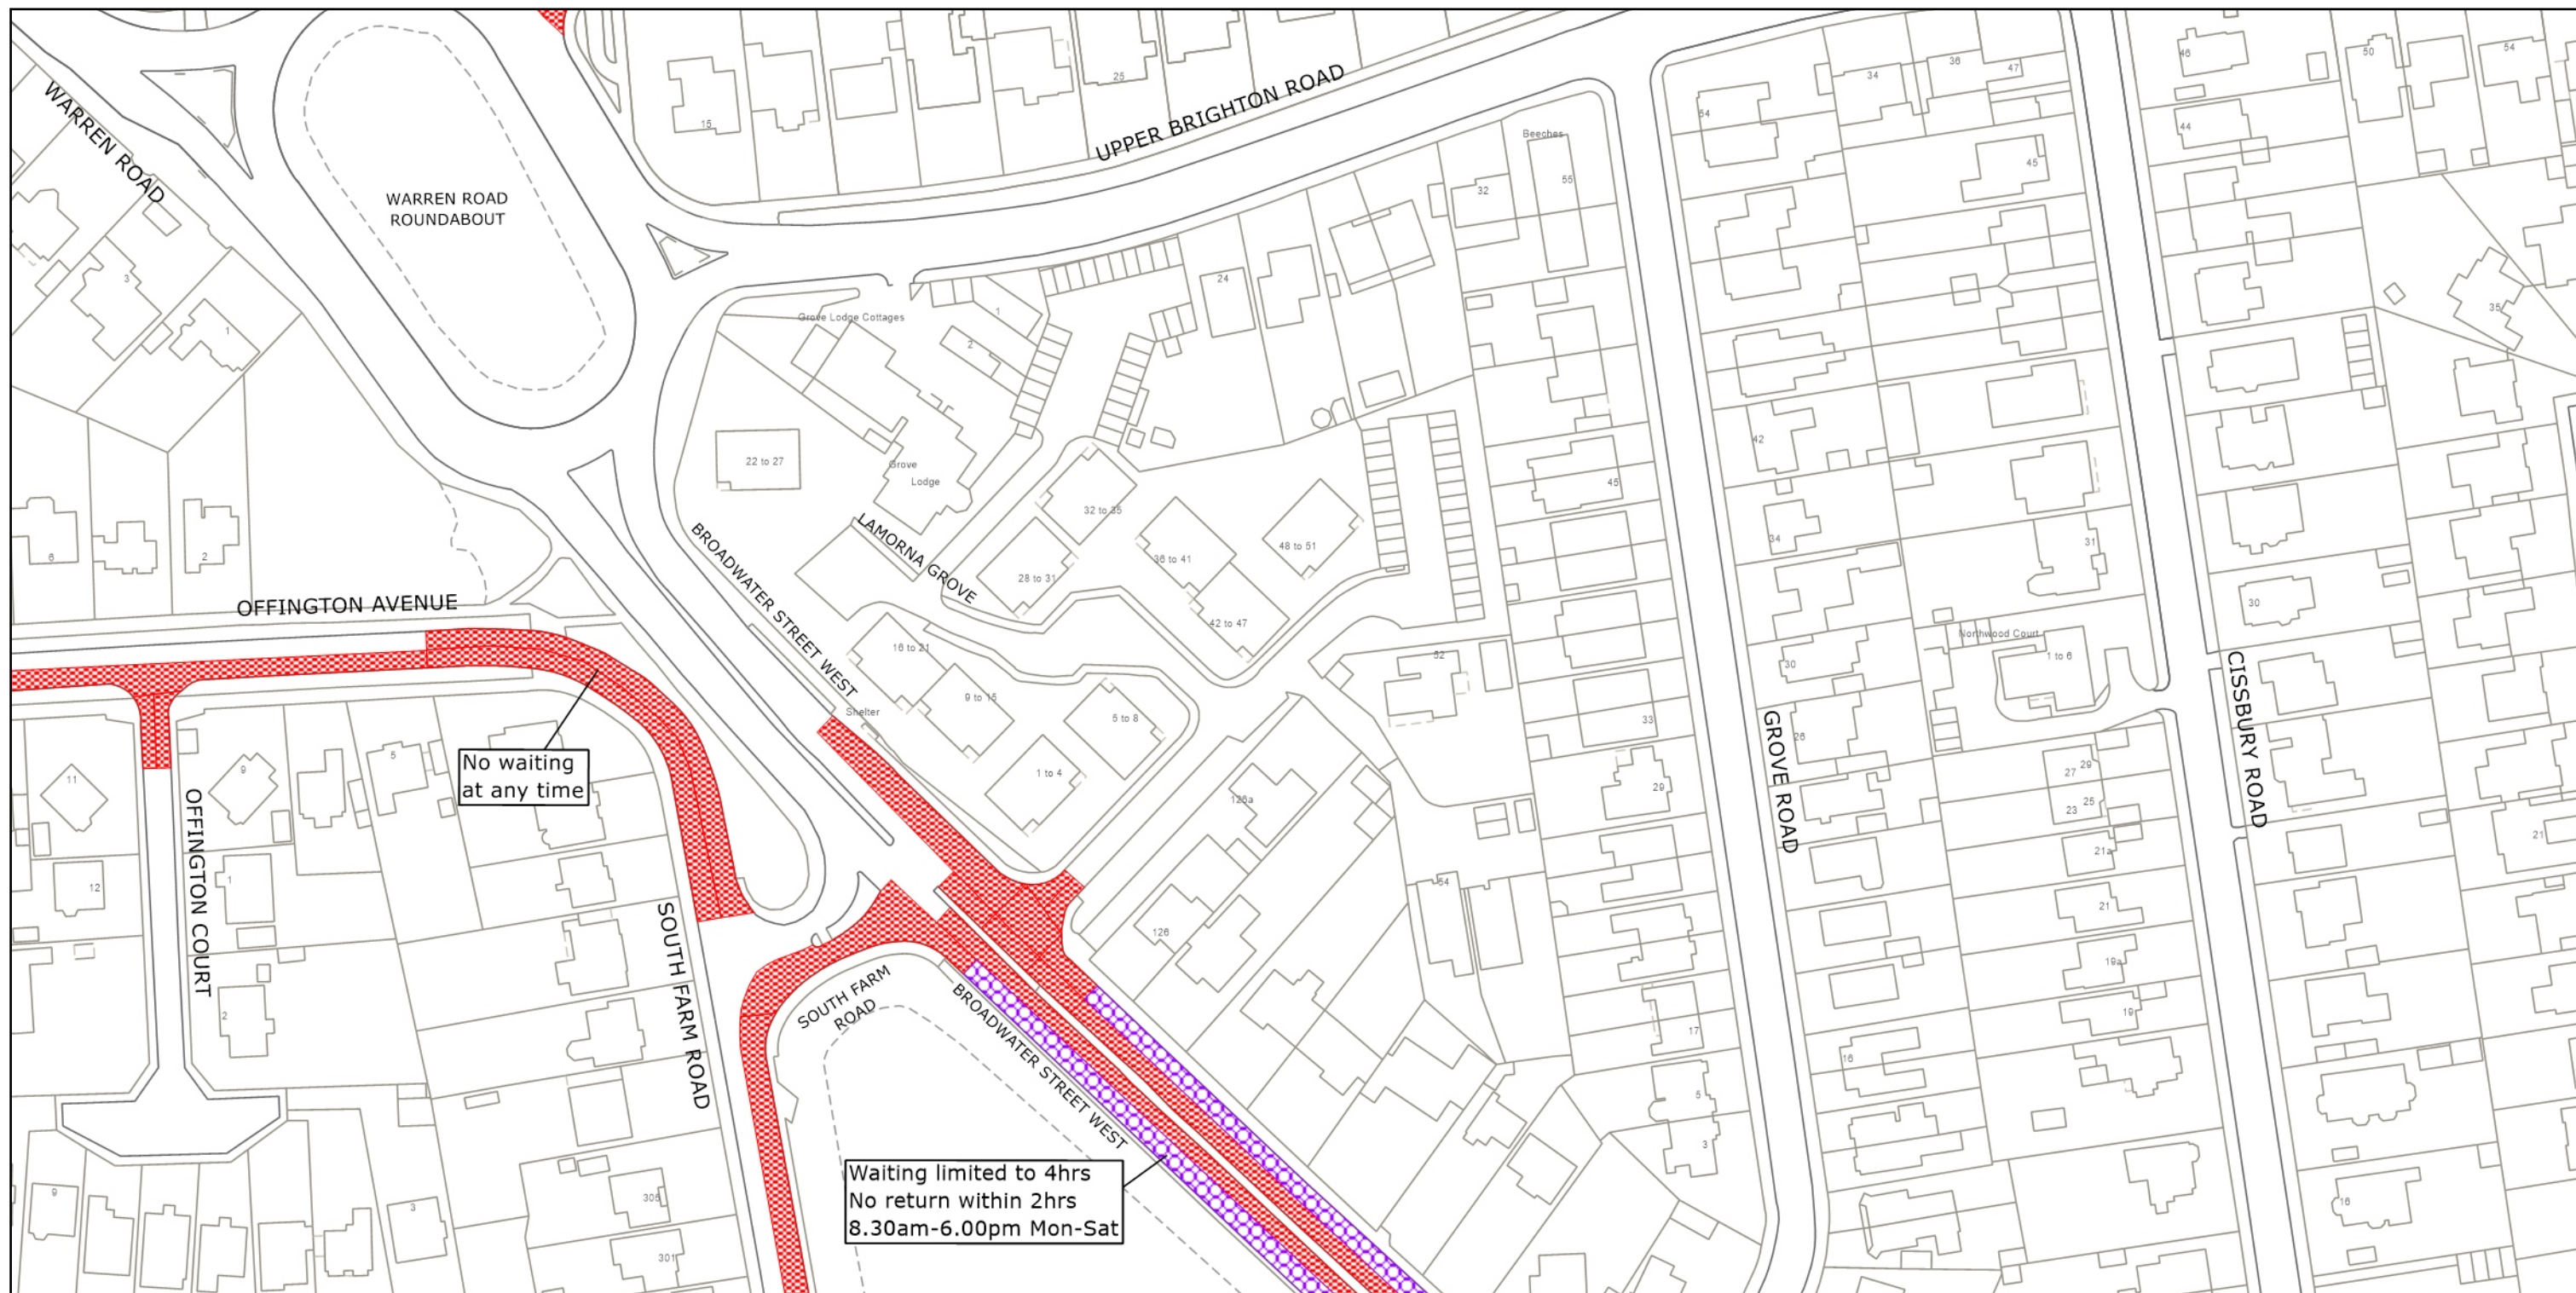 WARREN ROAD
WARREN ROAD
ROUNDABOUT
UPPER BRIGHTON ROAD
15
25
Beeches
32
55
54
34
36
47
45
46
44
50
54
35
3
1
Grove Lodge Cottages
1
2
24
22 to 27
Grove
Lodge
LAMORNA GROVE
BROADWATER STREET WEST
32 to 35
28 to 31
36 to 41
48 to 51
42 to 47
45
42
34
31
30
6
2
OFFINGTON AVENUE
16 to 21
9 to 15
5 to 8
1 to 4
Shelter
52
33
29
30
26
Northwood Court
1 to 6
GROVE ROAD
CISSBURY ROAD
27
29
23
25
21a
21
19a
19
21
No waiting
at any time
11
9
5
12
1
2
OFFINGTON COURT
SOUTH FARM ROAD
SOUTH FARM
ROAD
BROADWATER STREET WEST
126a
126
54
17
5
3
16
16
Waiting limited to 4hrs
No return within 2hrs
8.30am-6.00pm Mon-Sat
9
3
301